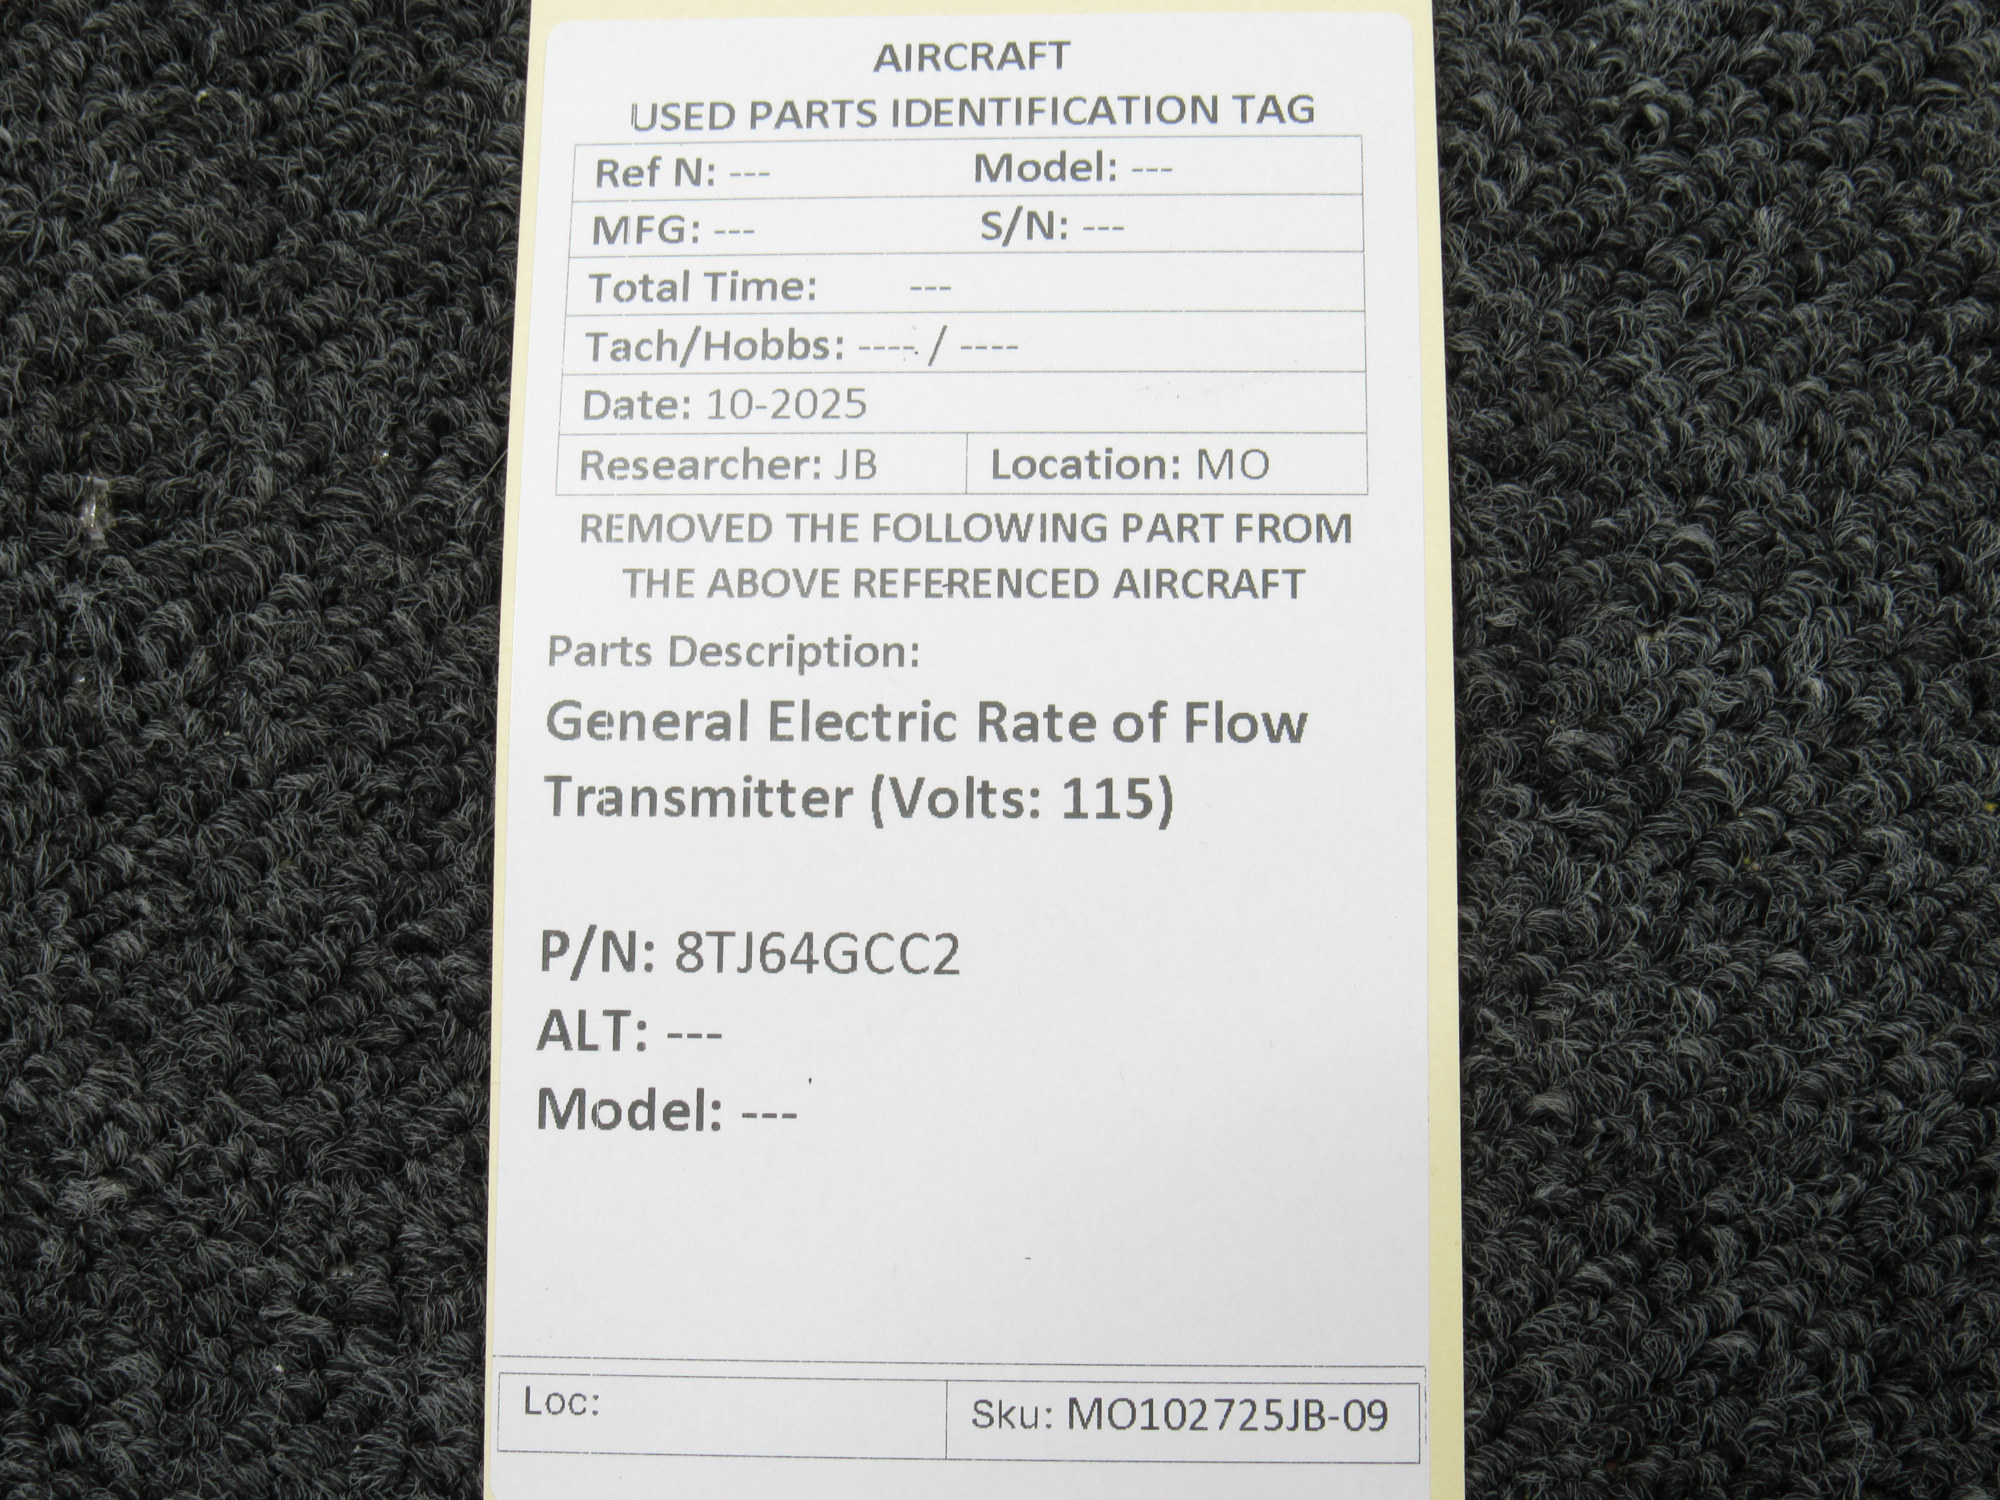 AIRCRAFT
USED PARTS IDENTIFICATION TAG
Ref N: --- Model: ---
MFG: --- S/N: ---
Total Time: ---
Tach/Hobbs: ---- / ----
Date: 10-2025
Researcher: JB Location: MO
REMOVED THE FOLLOWING PART FROM
THE ABOVE REFERENCED AIRCRAFT
Parts Description:
General Electric Rate of Flow
Transmitter (Volts: 115)
P/N: 8TJ64GCC2
ALT: ---
Model: ---
Loc: Sku: MO102725JB-09